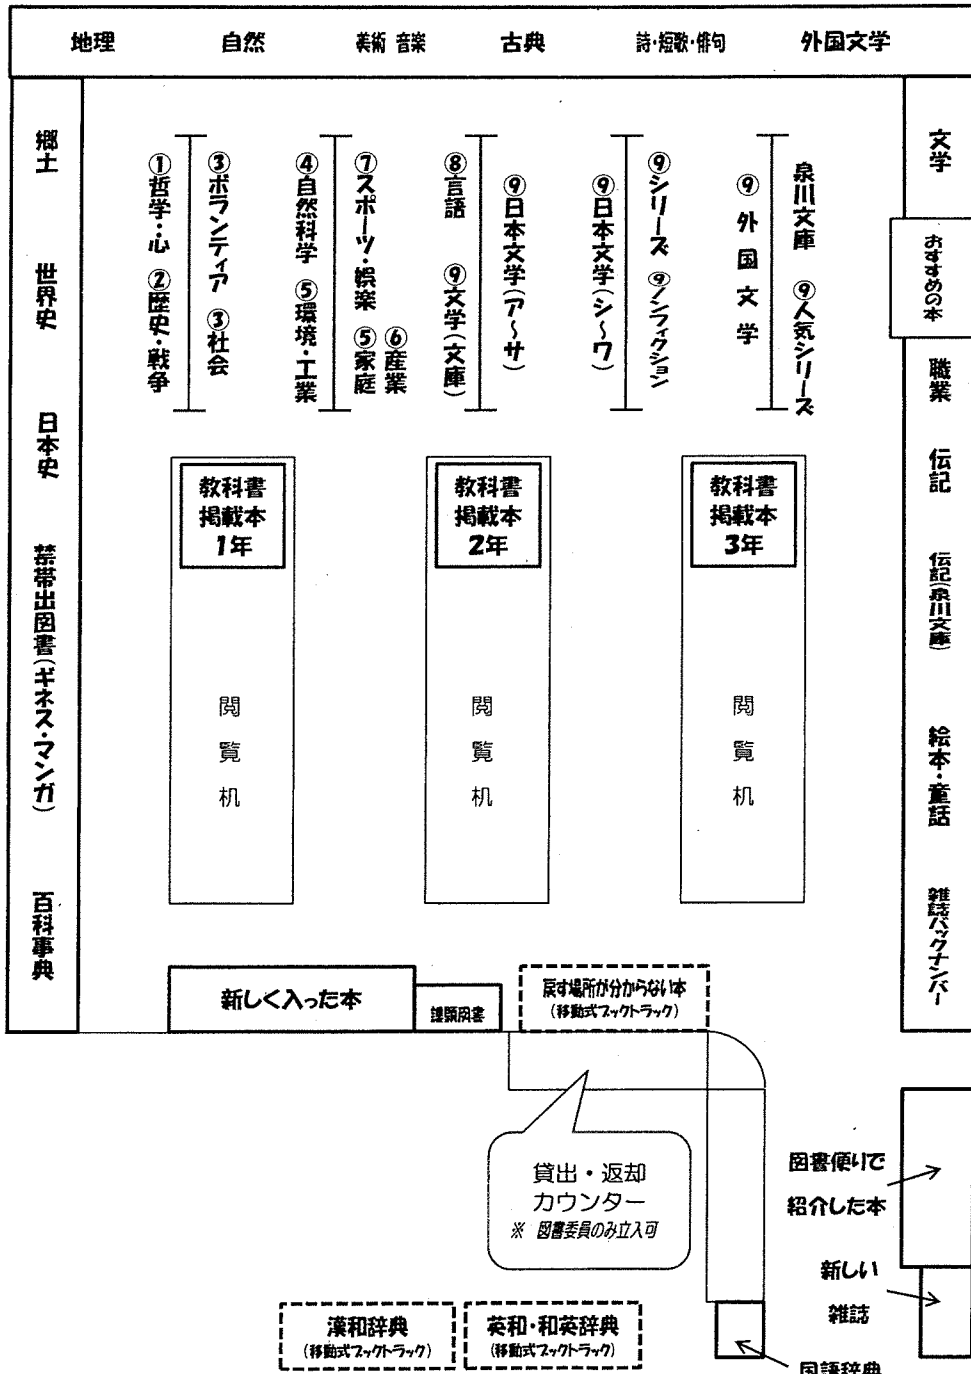 地理 自然 美術 音楽 古典 詩・短歌・俳句 外国文学
郷土
世界史
日本史
禁帯出図書(ギネス・マンガ)
百科事典
①哲学・心 ②歴史・戦争
③ボランティア ③社会
④自然科学 ⑤環境・工業
⑦スポーツ・娯楽 ⑤家庭
⑥産業
⑧言語 ⑨文学(文庫)
⑨日本文学(ア～サ)
⑨日本文学(シ～ワ)
⑨シリーズ ⑨ノンフィクション
⑨外国文学
泉川文庫 ⑨人気シリーズ
文学
おすすめの本
職業
伝記
伝記(泉川文庫)
絵本・童話
雑誌バックナンバー
教科書
掲載本
1年
閲覧机
教科書
掲載本
2年
閲覧机
教科書
掲載本
3年
閲覧机
新しく入った本
課題図書
戻す場所が分からない本
(移動式ブックトラック)
貸出・返却
カウンター
※ 図書委員のみ立入可
図書便りで
紹介した本
新しい
雑誌
漢和辞典
(移動式ブックトラック)
英和・和英辞典
(移動式ブックトラック)
国語辞典